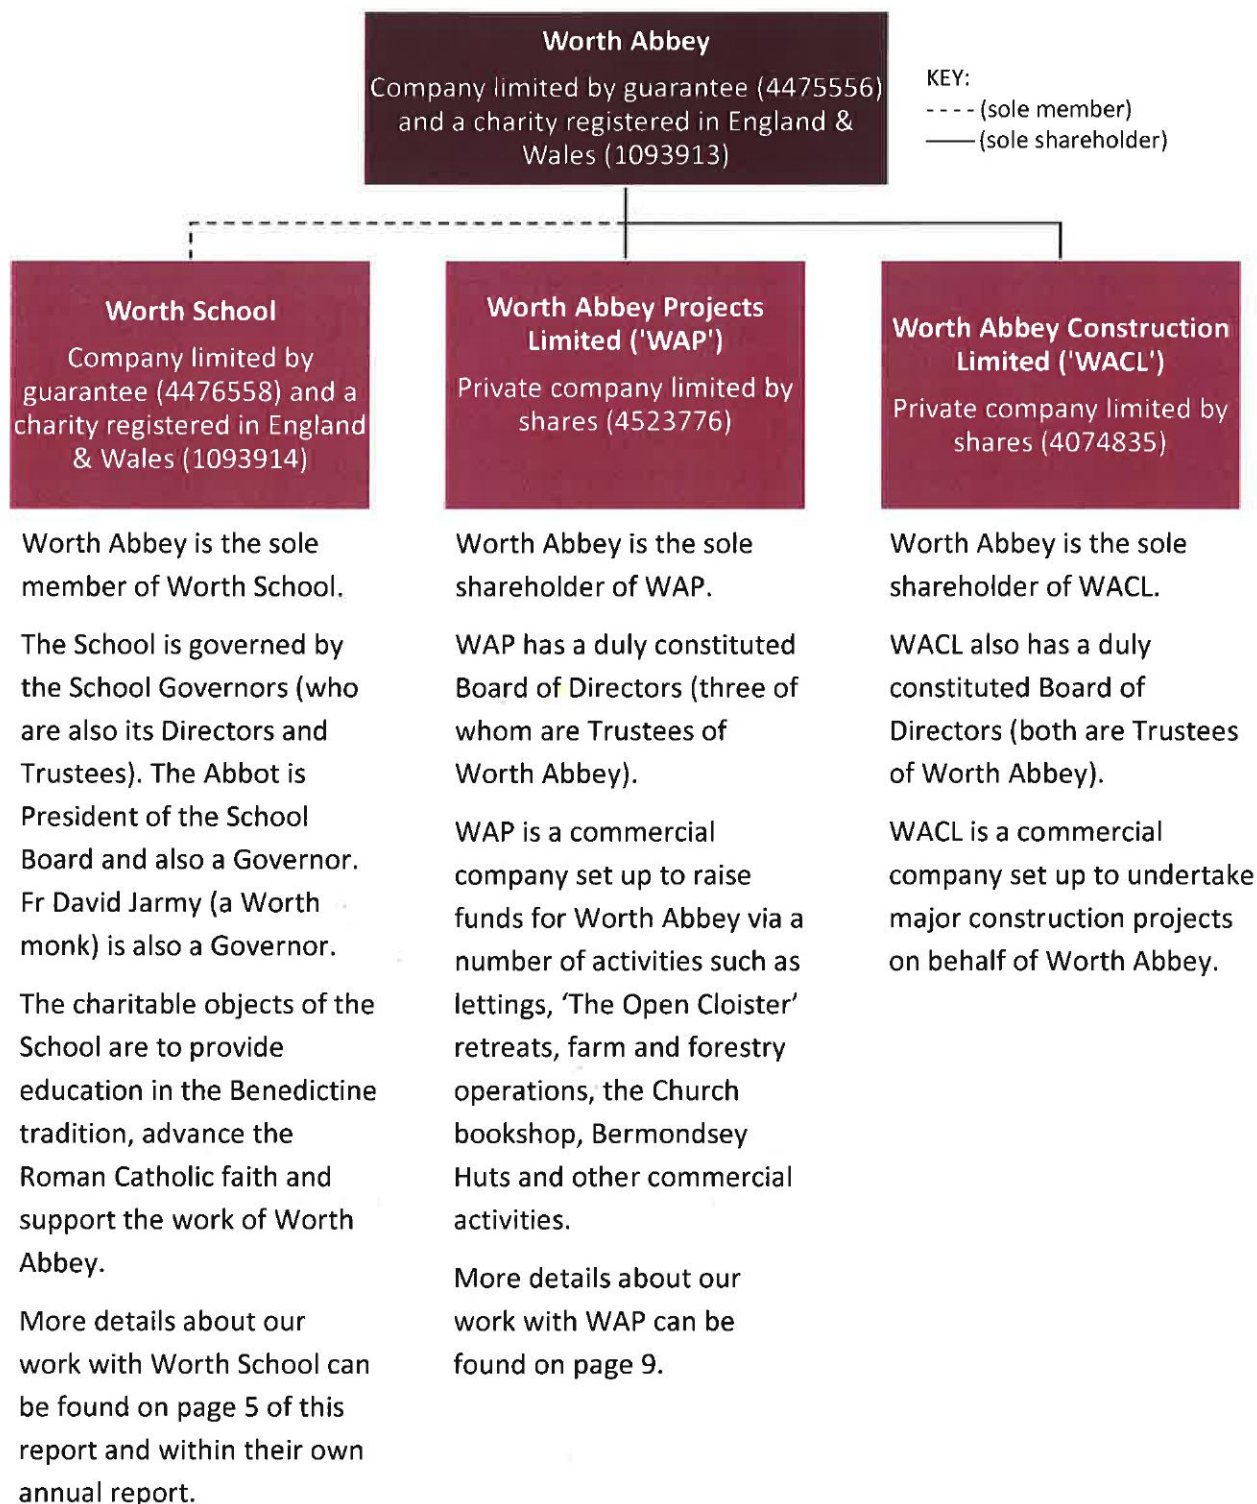 Worth Abbey
Company limited by guarantee (4475556)
and a charity registered in England &
Wales (1093913)
KEY:
---- (sole member)
—— (sole shareholder)
Worth School
Company limited by
guarantee (4476558) and a
charity registered in England
& Wales (1093914)
Worth Abbey is the sole
member of Worth School.
The School is governed by
the School Governors (who
are also its Directors and
Trustees). The Abbot is
President of the School
Board and also a Governor.
Fr David Jarmy (a Worth
monk) is also a Governor.
The charitable objects of the
School are to provide
education in the Benedictine
tradition, advance the
Roman Catholic faith and
support the work of Worth
Abbey.
More details about our
work with Worth School can
be found on page 5 of this
report and within their own
annual report.
Worth Abbey Projects
Limited ('WAP')
Private company limited by
shares (4523776)
Worth Abbey is the sole
shareholder of WAP.
WAP has a duly constituted
Board of Directors (three of
whom are Trustees of
Worth Abbey).
WAP is a commercial
company set up to raise
funds for Worth Abbey via a
number of activities such as
lettings, ‘The Open Cloister’
retreats, farm and forestry
operations, the Church
bookshop, Bermondsey
Huts and other commercial
activities.
More details about our
work with WAP can be
found on page 9.
Worth Abbey Construction
Limited ('WACL')
Private company limited by
shares (4074835)
Worth Abbey is the sole
shareholder of WACL.
WACL also has a duly
constituted Board of
Directors (both are Trustees
of Worth Abbey).
WACL is a commercial
company set up to undertake
major construction projects
on behalf of Worth Abbey.